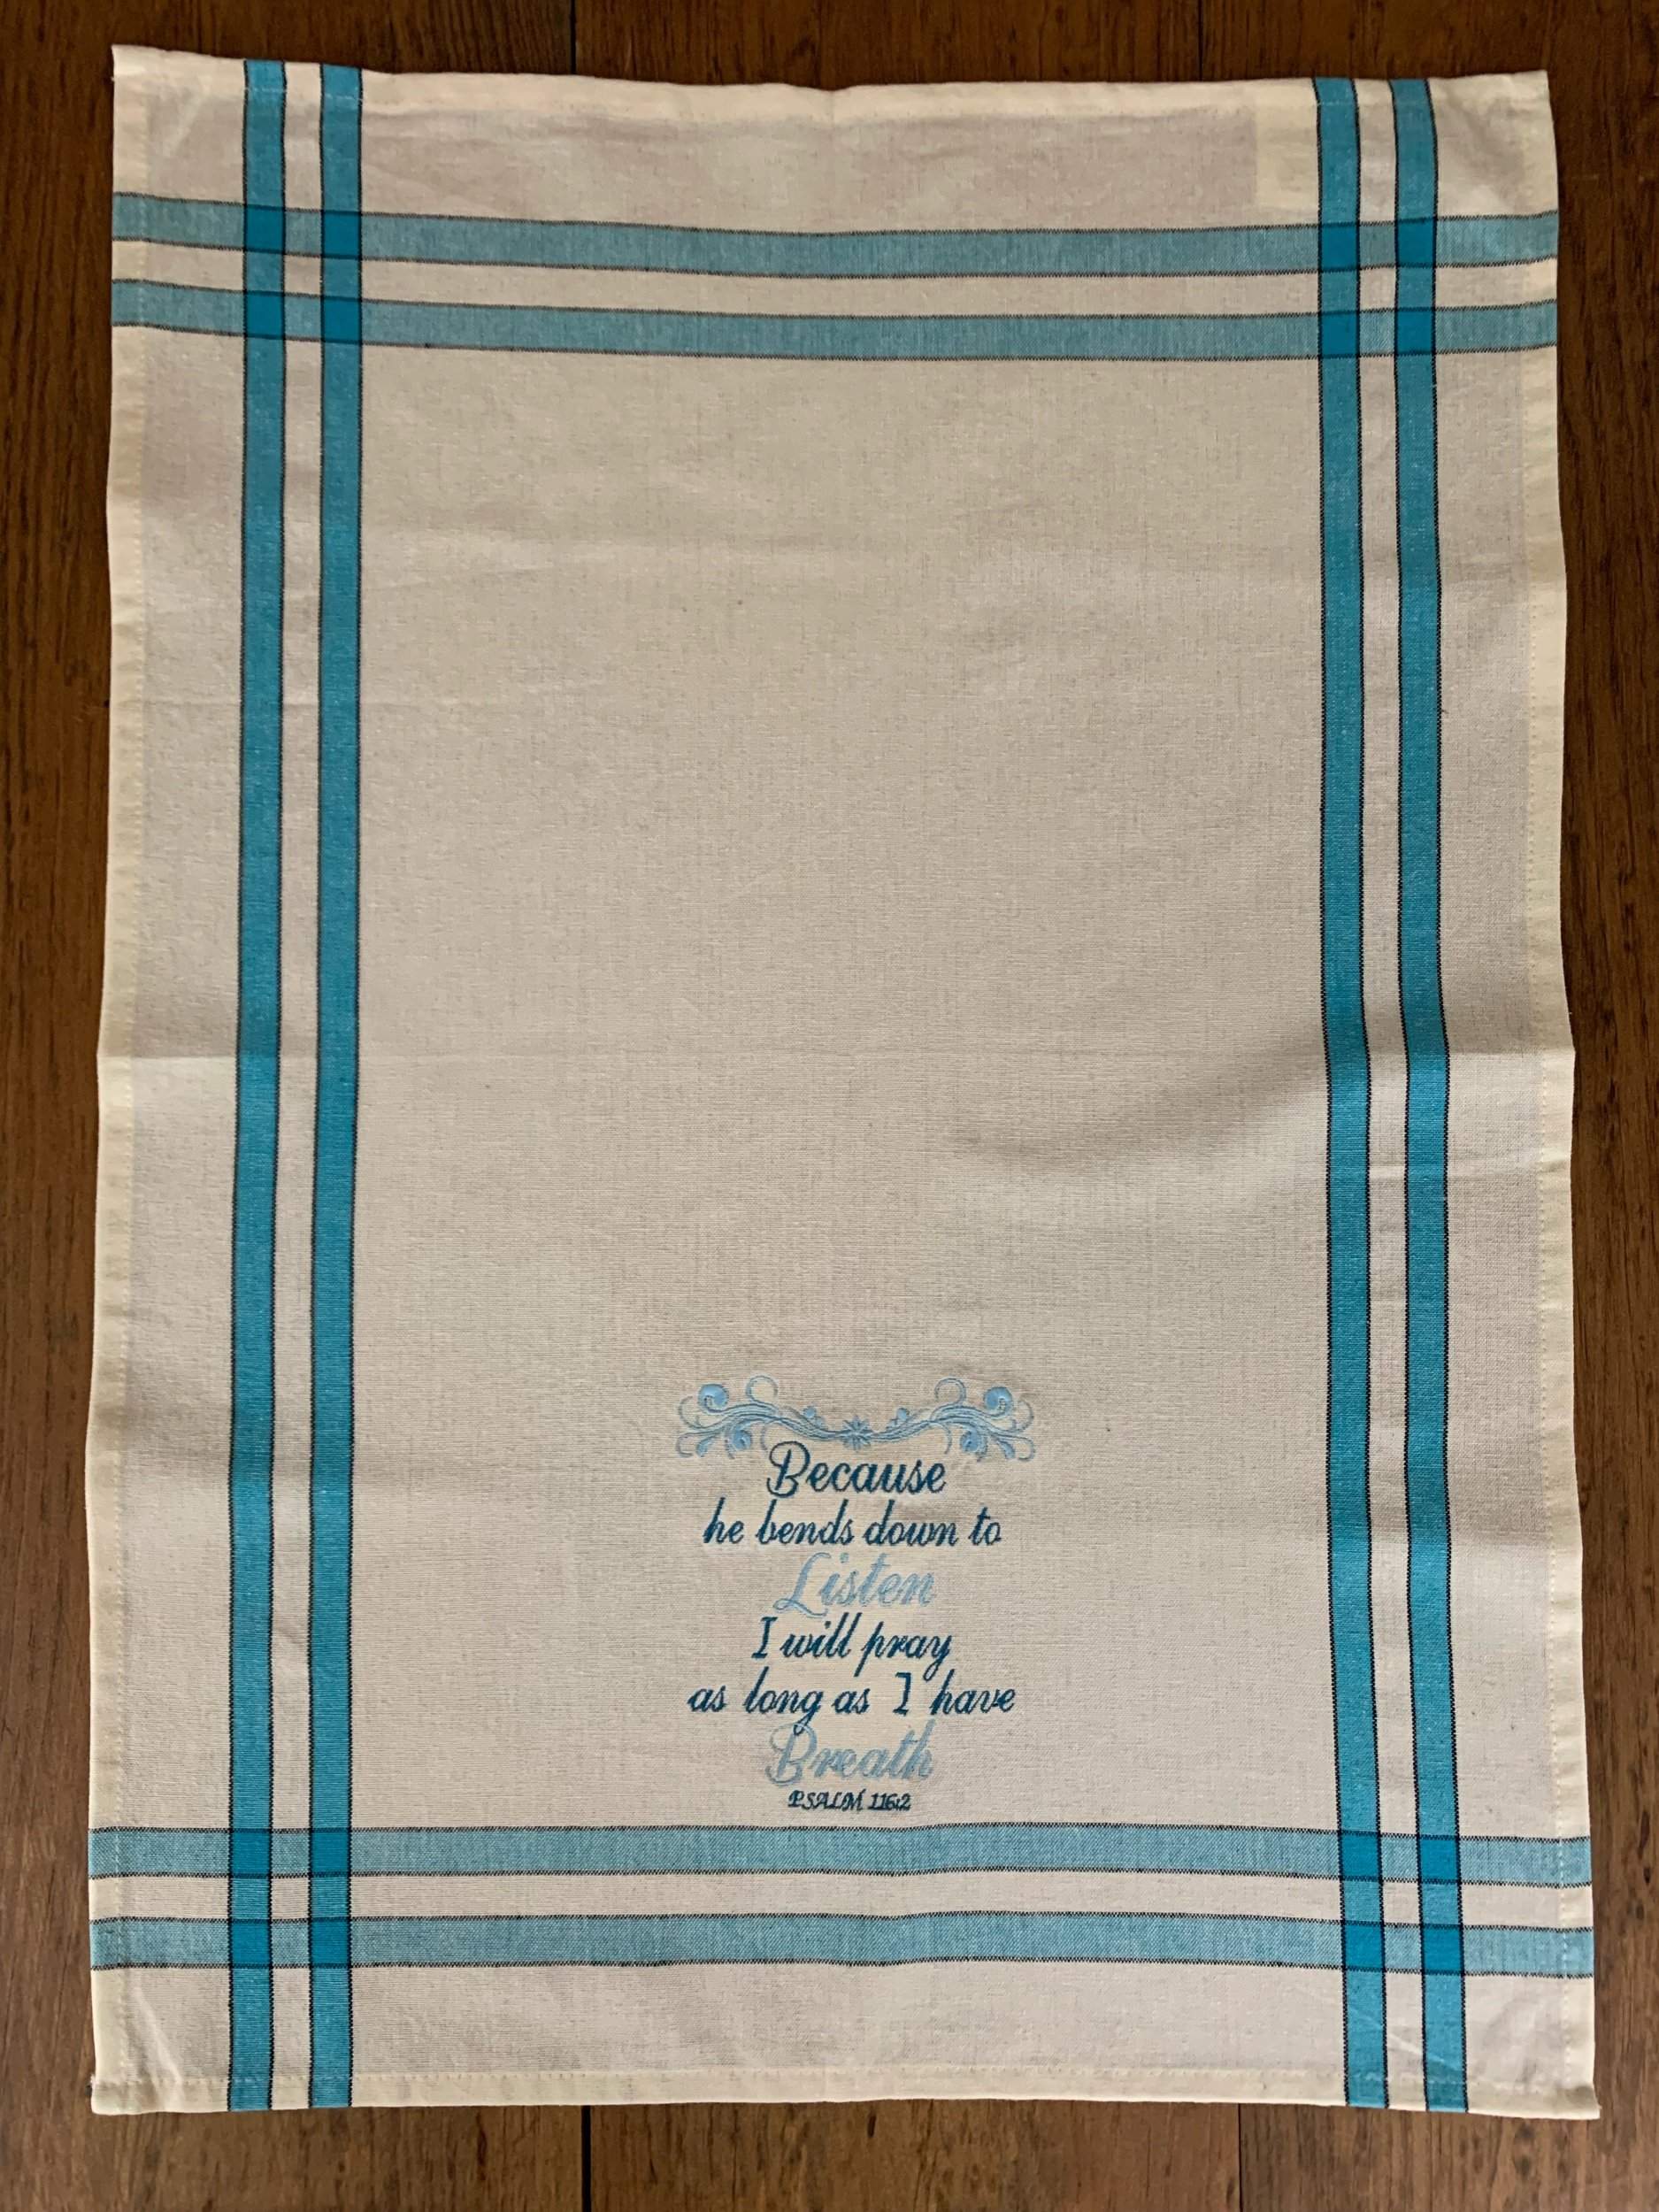 Because
he bends down to
Listen
I will pray
as long as I have
Breath
PSALM 116:2